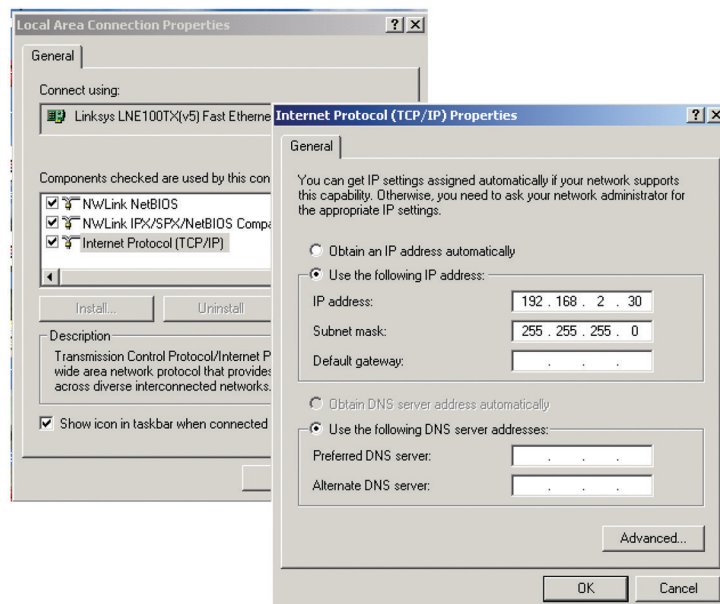 Local Area Connection Properties
General
Connect using:
Linksys LNE100TX(v5) Fast Etherne
Components checked are used by this con
NWLink NetBIOS
NWLink IPX/SPX/NetBIOS Compa
Internet Protocol (TCP/IP)
Install...
Uninstall
Description
Transmission Control Protocol/Internet P
wide area network protocol that provides
across diverse interconnected networks.
Show icon in taskbar when connected
Internet Protocol (TCP/IP) Properties
General
You can get IP settings assigned automatically if your network supports
this capability. Otherwise, you need to ask your network administrator for
the appropriate IP settings.
Obtain an IP address automatically
Use the following IP address:
IP address: 192 . 168 . 2 . 30
Subnet mask: 255 . 255 . 255 . 0
Default gateway: . . .
Obtain DNS server address automatically
Use the following DNS server addresses:
Preferred DNS server: . . .
Alternate DNS server: . . .
Advanced...
OK
Cancel